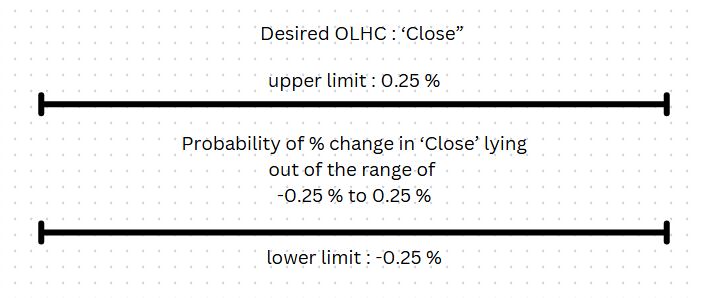 Desired OLHC : ‘Close”
upper limit : 0.25 %
Probability of % change in ‘Close’ lying
out of the range of
-0.25 % to 0.25 %
lower limit : -0.25 %